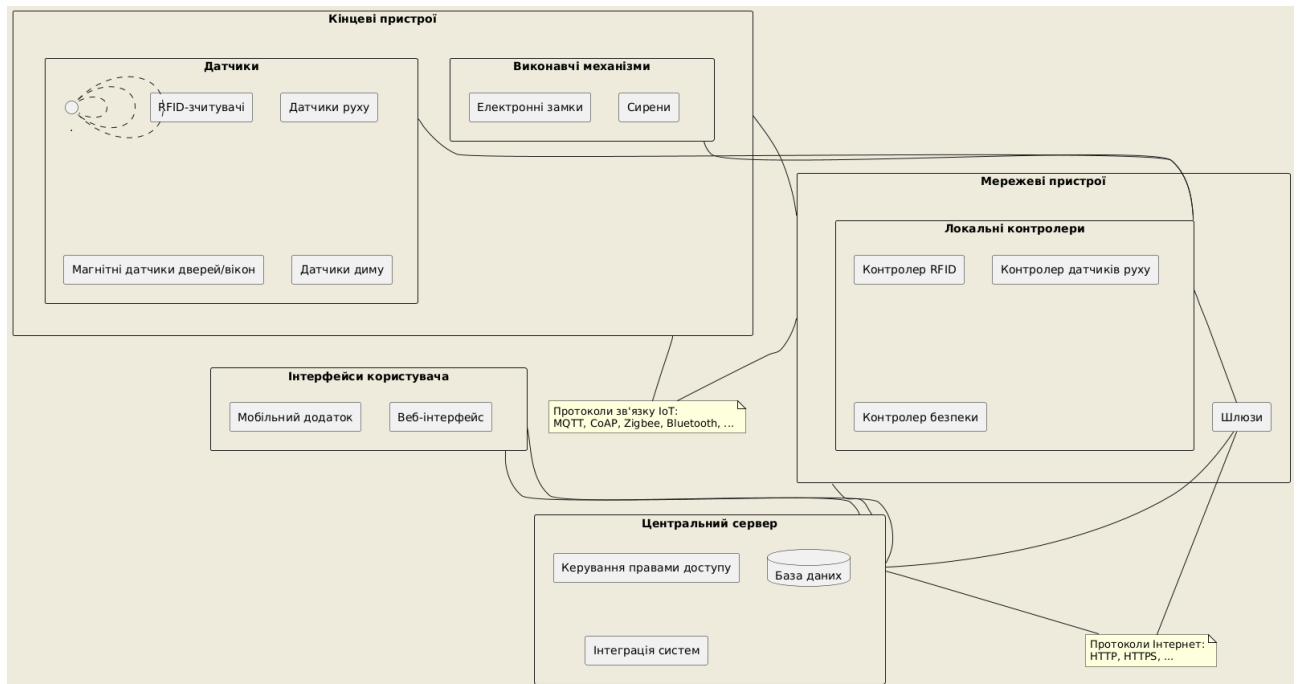 Кінцеві пристрої
Датчики
RFID-зчитувачі
Датчики руху
.
Магнітні датчики дверей/вікон
Датчики диму
Виконавчі механізми
Електронні замки
Сирени
Мережеві пристрої
Локальні контролери
Контролер RFID
Контролер датчиків руху
Контролер безпеки
Шлюзи
Інтерфейси користувача
Мобільний додаток
Веб-інтерфейс
Протоколи зв'язку IoT:
MQTT, CoAP, Zigbee, Bluetooth, ...
Центральний сервер
Керування правами доступу
База даних
Інтеграція систем
Протоколи Інтернет:
HTTP, HTTPS, ...